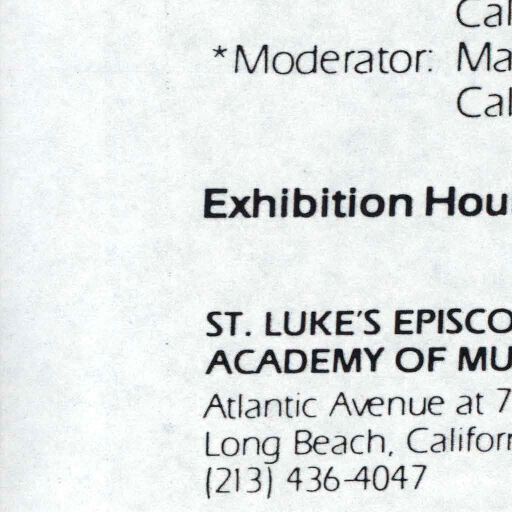 Cal
*Moderator: Ma
Cal
Exhibition Hou
ST. LUKE'S EPISCO
ACADEMY OF MU
Atlantic Avenue at 7
Long Beach, Califor
(213) 436-4047